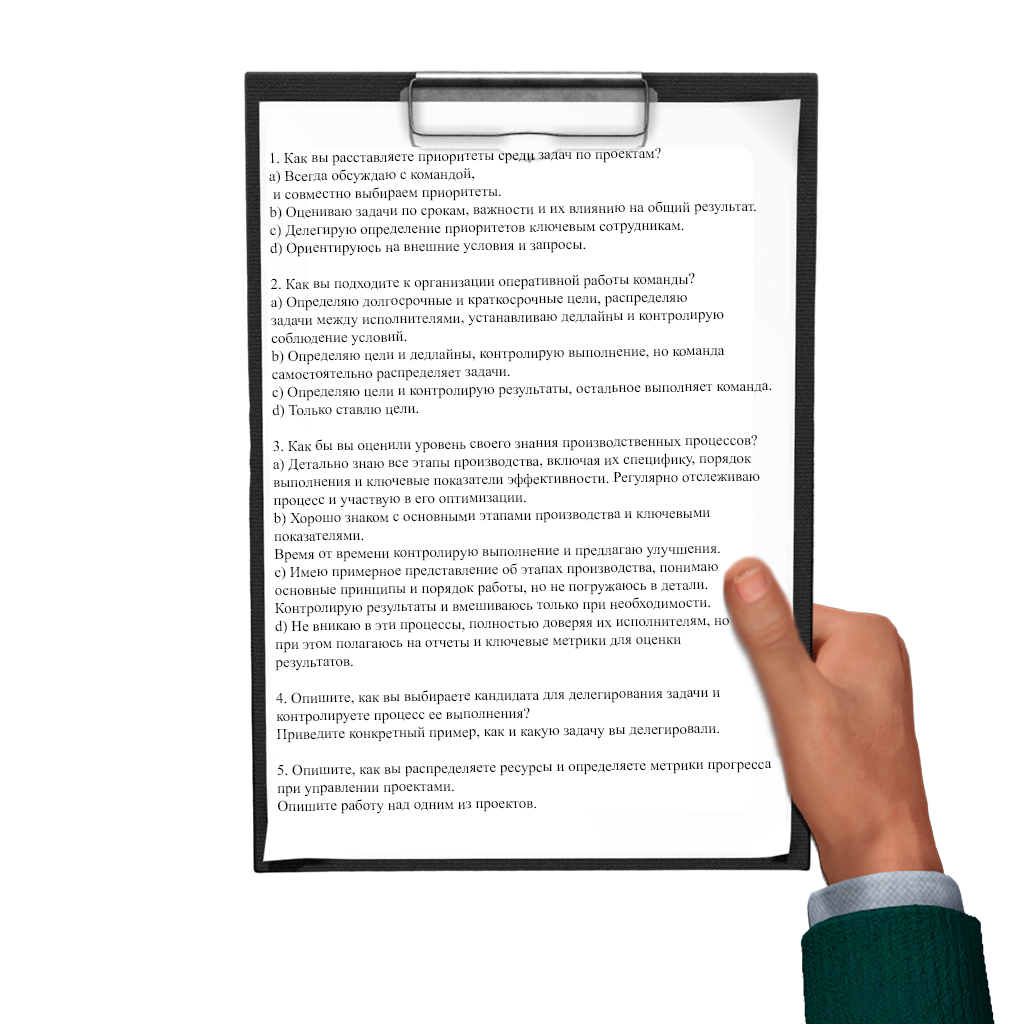 1. Как вы расставляете приоритеты среди задач по проектам?
a) Всегда обсуждаю с командой,
и совместно выбираем приоритеты.
b) Оцениваю задачи по срокам, важности и их влиянию на общий результат.
c) Делегирую определение приоритетов ключевым сотрудникам.
d) Ориентируюсь на внешние условия и запросы.
2. Как вы подходите к организации оперативной работы команды?
a) Определяю долгосрочные и краткосрочные цели, распределяю
задачи между исполнителями, устанавливаю дедлайны и контролирую
соблюдение условий.
b) Определяю цели и дедлайны, контролирую выполнение, но команда
самостоятельно распределяет задачи.
c) Определяю цели и контролирую результаты, остальное выполняет команда.
d) Только ставлю цели.
3. Как бы вы оценили уровень своего знания производственных процессов?
a) Детально знаю все этапы производства, включая их специфику, порядок
выполнения и ключевые показатели эффективности. Регулярно отслеживаю
процесс и участвую в его оптимизации.
b) Хорошо знаком с основными этапами производства и ключевыми
показателями.
Время от времени контролирую выполнение и предлагаю улучшения.
c) Имею примерное представление об этапах производства, понимаю
основные принципы и порядок работы, но не погружаюсь в детали.
Контролирую результаты и вмешиваюсь только при необходимости.
d) Не вникаю в эти процессы, полностью доверяя их исполнителям, но
при этом полагаюсь на отчеты и ключевые метрики для оценки
результатов.
4. Опишите, как вы выбираете кандидата для делегирования задачи и
контролируете процесс ее выполнения?
Приведите конкретный пример, как и какую задачу вы делегировали.
5. Опишите, как вы распределяете ресурсы и определяете метрики прогресса
при управлении проектами.
Опишите работу над одним из проектов.